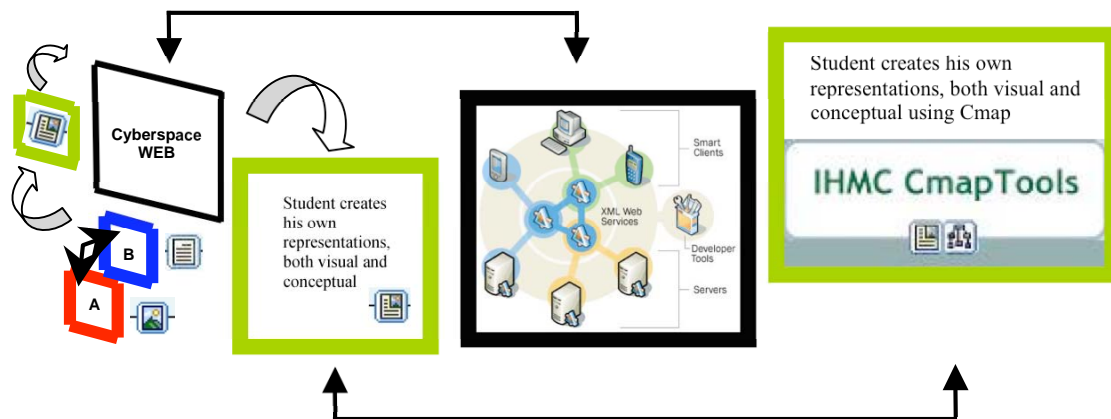 Cyberspace
WEB
B
A
Student creates
his own
representations,
both visual and
conceptual
Smart
Clients
XML Web
Services
Developer
Tools
Servers
Student creates his own
representations, both visual and
conceptual using Cmap
IHMC CmapTools